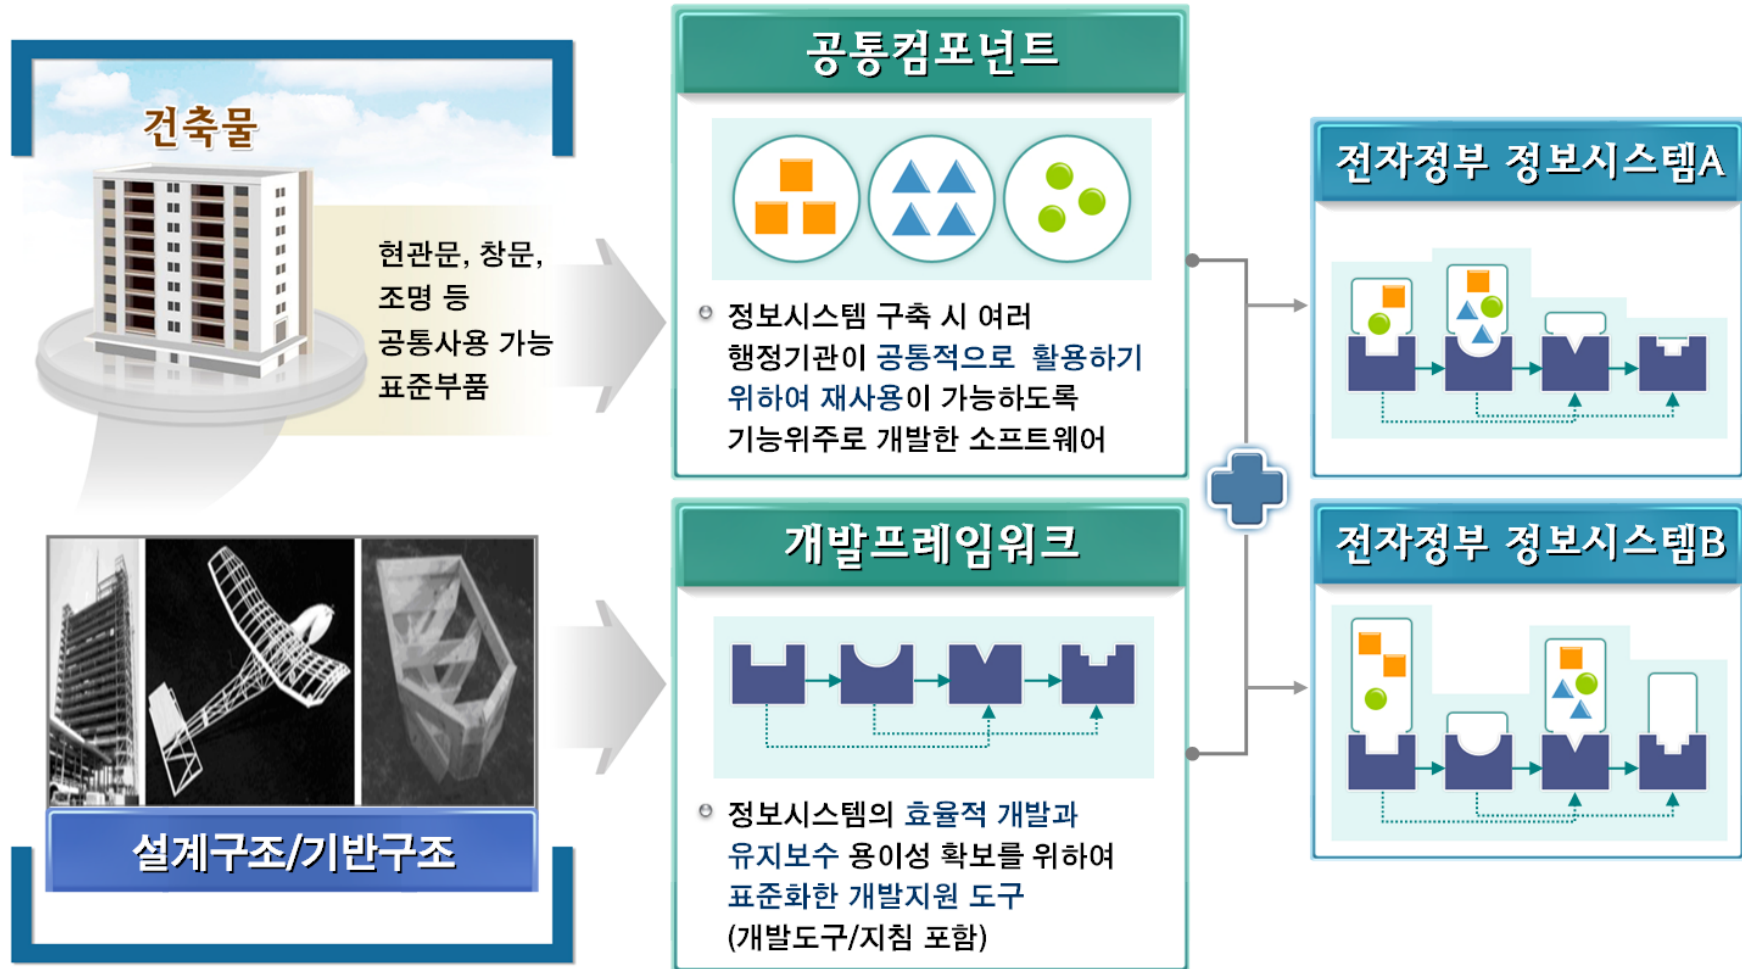 건축물
현관문, 창문,
조명 등
공통사용 가능
표준부품
설계구조/기반구조
공통컴포넌트
정보시스템 구축 시 여러
행정기관이 공통적으로 활용하기
위하여 재사용이 가능하도록
기능위주로 개발한 소프트웨어
개발프레임워크
정보시스템의 효율적 개발과
유지보수 용이성 확보를 위하여
표준화한 개발지원 도구
(개발도구/지침 포함)
전자정부 정보시스템A
전자정부 정보시스템B